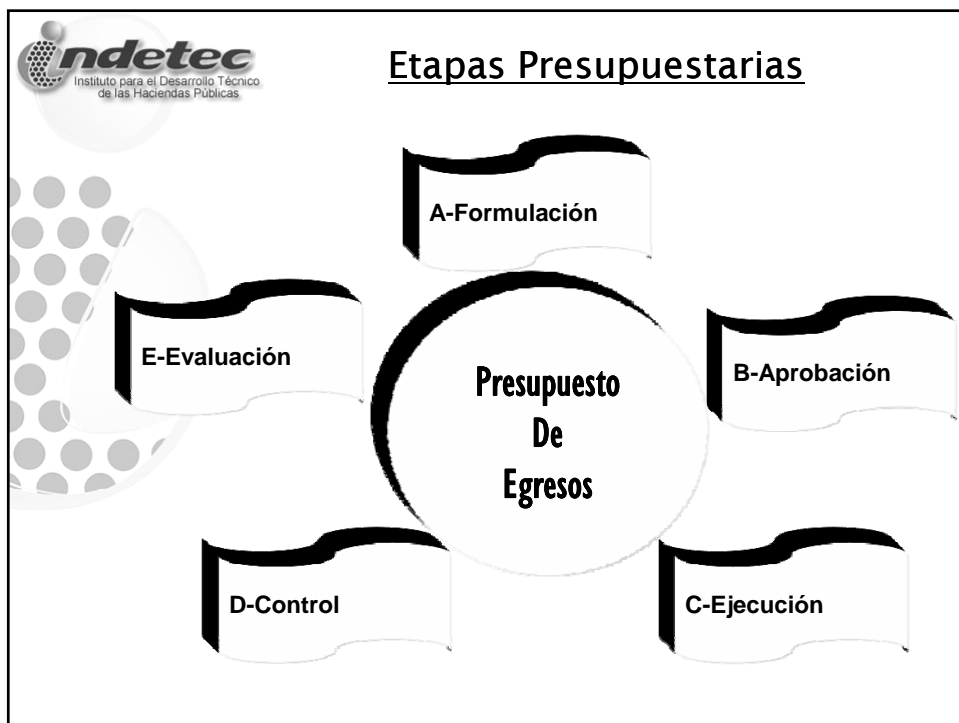 indetec
Instituto para el Desarrollo Técnico
de las Haciendas Públicas
Etapas Presupuestarias
A-Formulación
E-Evaluación
B-Aprobación
Presupuesto
De
Egresos
D-Control
C-Ejecución